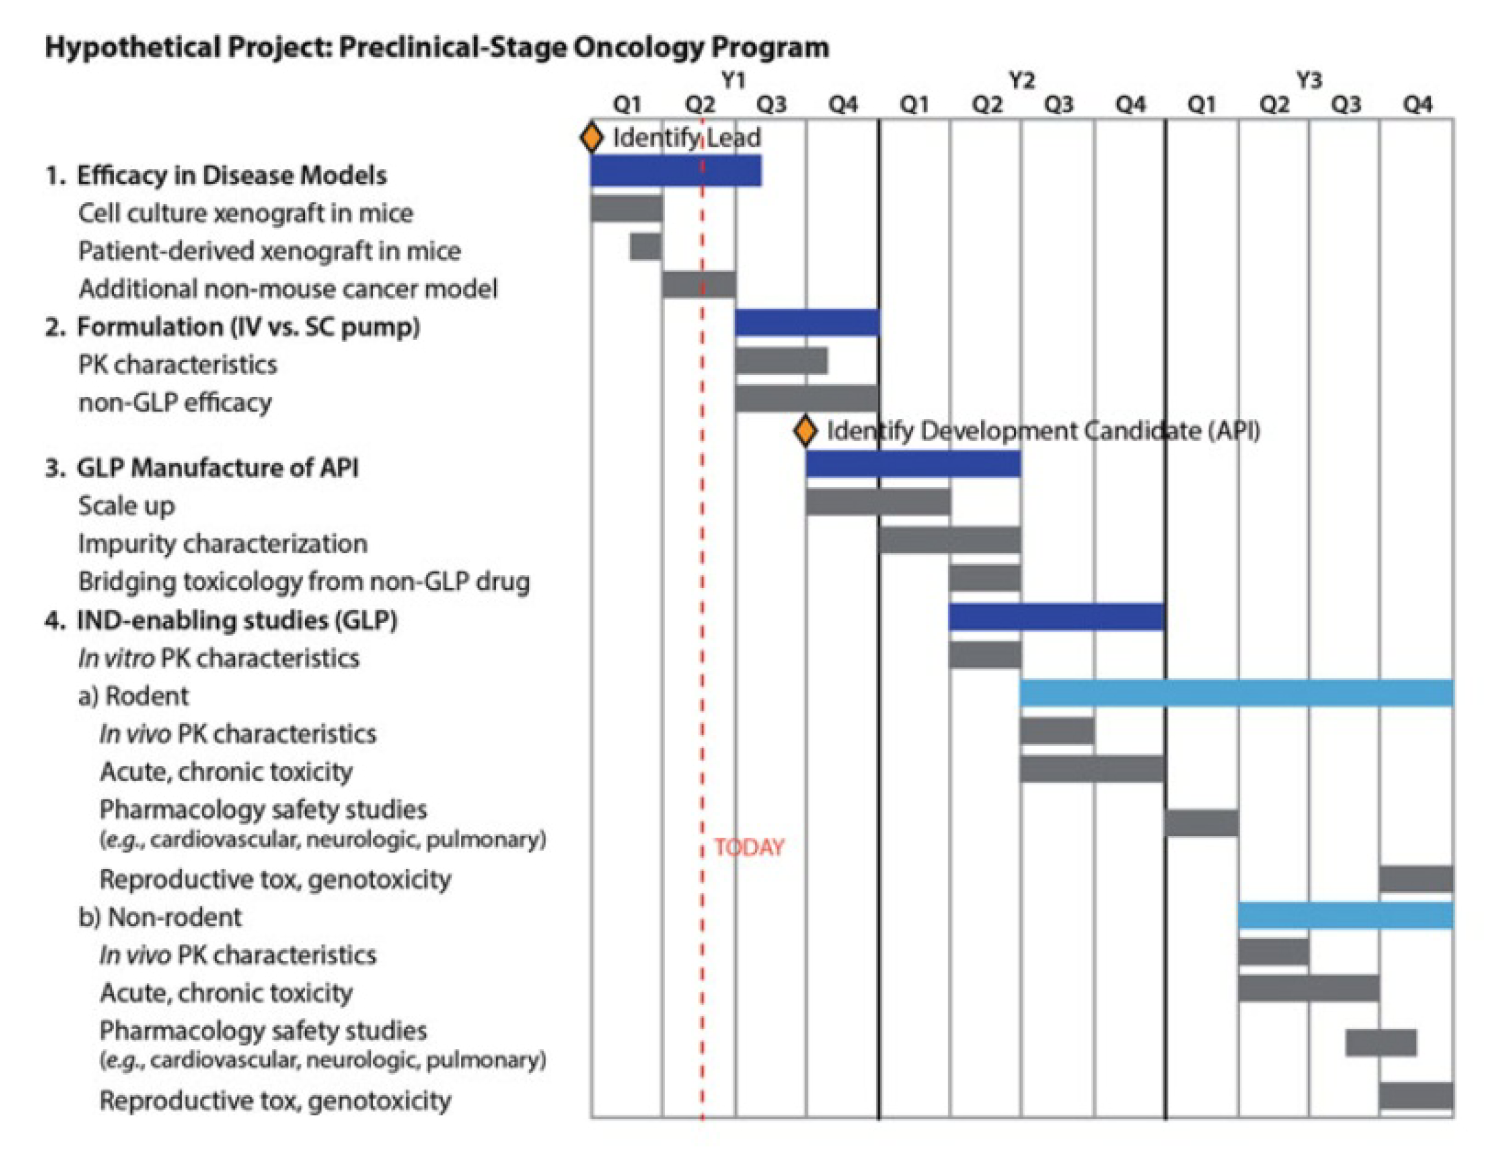 Hypothetical Project: Preclinical-Stage Oncology Program
Y1 Y2 Y3
Q1 Q2 Q3 Q4 Q1 Q2 Q3 Q4 Q1 Q2 Q3 Q4
Identify Lead
1. Efficacy in Disease Models
Cell culture xenograft in mice
Patient-derived xenograft in mice
Additional non-mouse cancer model
2. Formulation (IV vs. SC pump)
PK characteristics
non-GLP efficacy
Identify Development Candidate (API)
3. GLP Manufacture of API
Scale up
Impurity characterization
Bridging toxicology from non-GLP drug
4. IND-enabling studies (GLP)
In vitro PK characteristics
a) Rodent
In vivo PK characteristics
Acute, chronic toxicity
Pharmacology safety studies
(e.g., cardiovascular, neurologic, pulmonary)
TODAY
Reproductive tox, genotoxicity
b) Non-rodent
In vivo PK characteristics
Acute, chronic toxicity
Pharmacology safety studies
(e.g., cardiovascular, neurologic, pulmonary)
Reproductive tox, genotoxicity